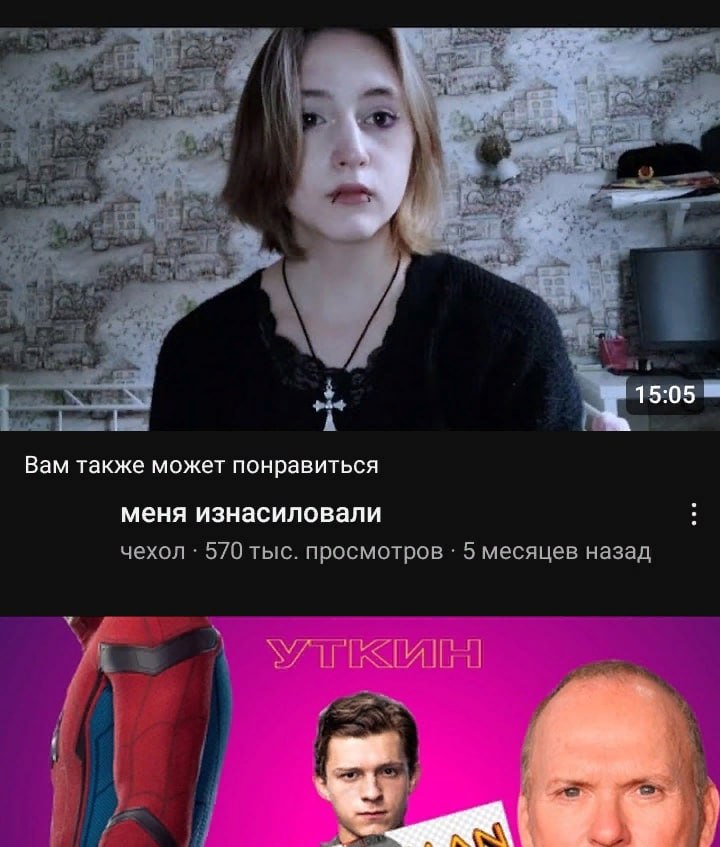 15:05
Вам также может понравиться
меня изнасиловали
чехол · 570 тыс. просмотров · 5 месяцев назад
УТКИН